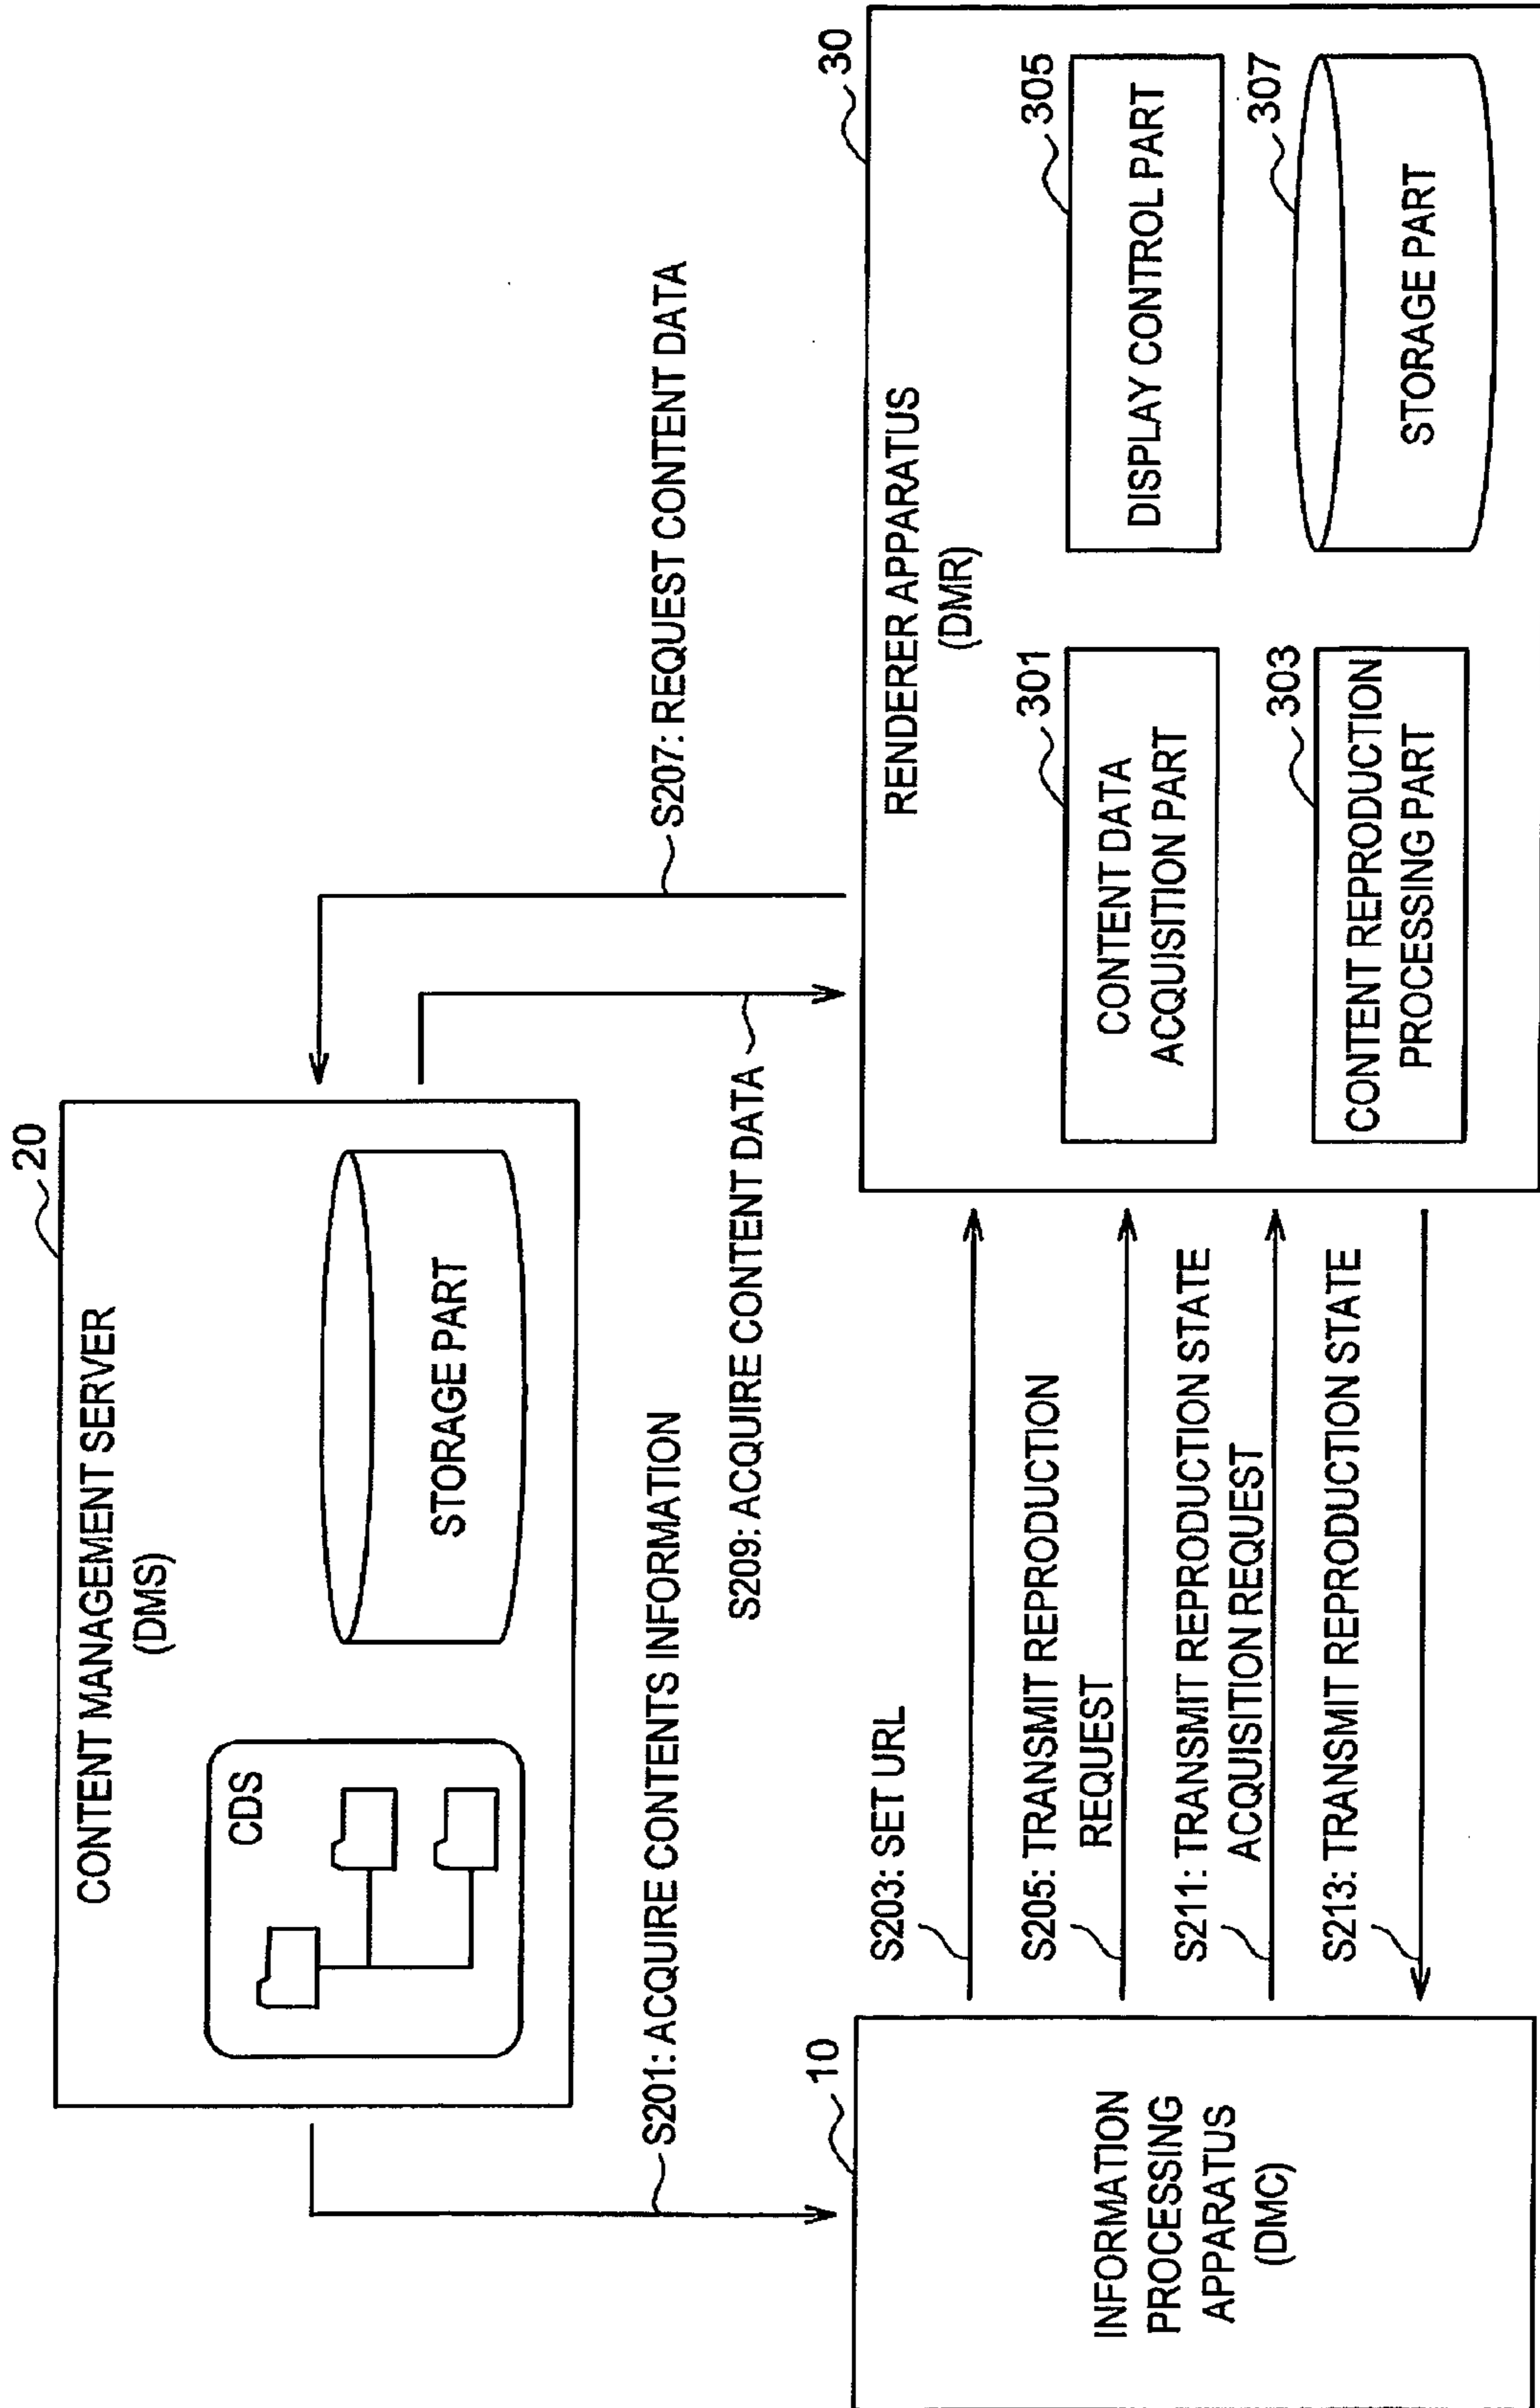 20
CONTENT MANAGEMENT SERVER
(DMS)
CDS
STORAGE PART
S201: ACQUIRE CONTENTS INFORMATION
S209: ACQUIRE CONTENT DATA
S207: REQUEST CONTENT DATA
10
INFORMATION
PROCESSING
APPARATUS
(DMC)
S203: SET URL
S205: TRANSMIT REPRODUCTION
REQUEST
S211: TRANSMIT REPRODUCTION STATE
ACQUISITION REQUEST
S213: TRANSMIT REPRODUCTION STATE
30
RENDERER APPARATUS
(DMR)
301
CONTENT DATA
ACQUISITION PART
305
DISPLAY CONTROL PART
303
CONTENT REPRODUCTION
PROCESSING PART
307
STORAGE PART